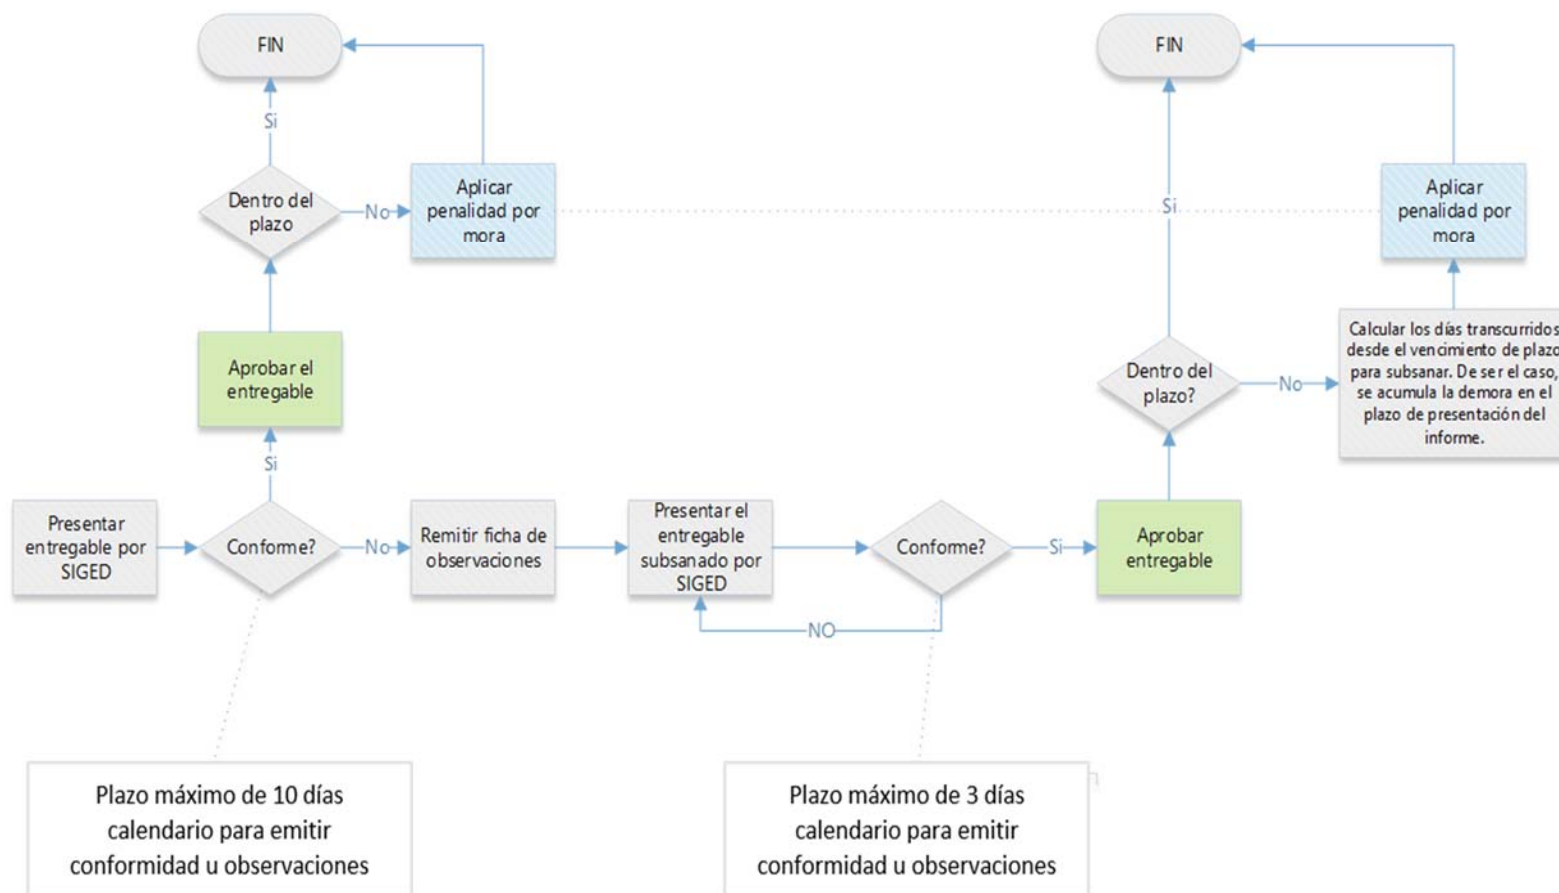 FIN
FIN
Si
Dentro del
plazo
No
Aplicar
penalidad por
mora
Si
Aplicar
penalidad por
mora
Aprobar el
entregable
Dentro del
plazo?
No
Calcular los días transcurridos
desde el vencimiento de plazo
para subsanar. De ser el caso,
se acumula la demora en el
plazo de presentación del
informe.
Si
Presentar
entregable por
SIGED
Conforme?
No
Remitir ficha de
observaciones
Presentar el
entregable
subsanado por
SIGED
Conforme?
Si
Aprobar
entregable
NO
Plazo máximo de 10 días
calendario para emitir
conformidad u observaciones
Plazo máximo de 3 días
calendario para emitir
conformidad u observaciones